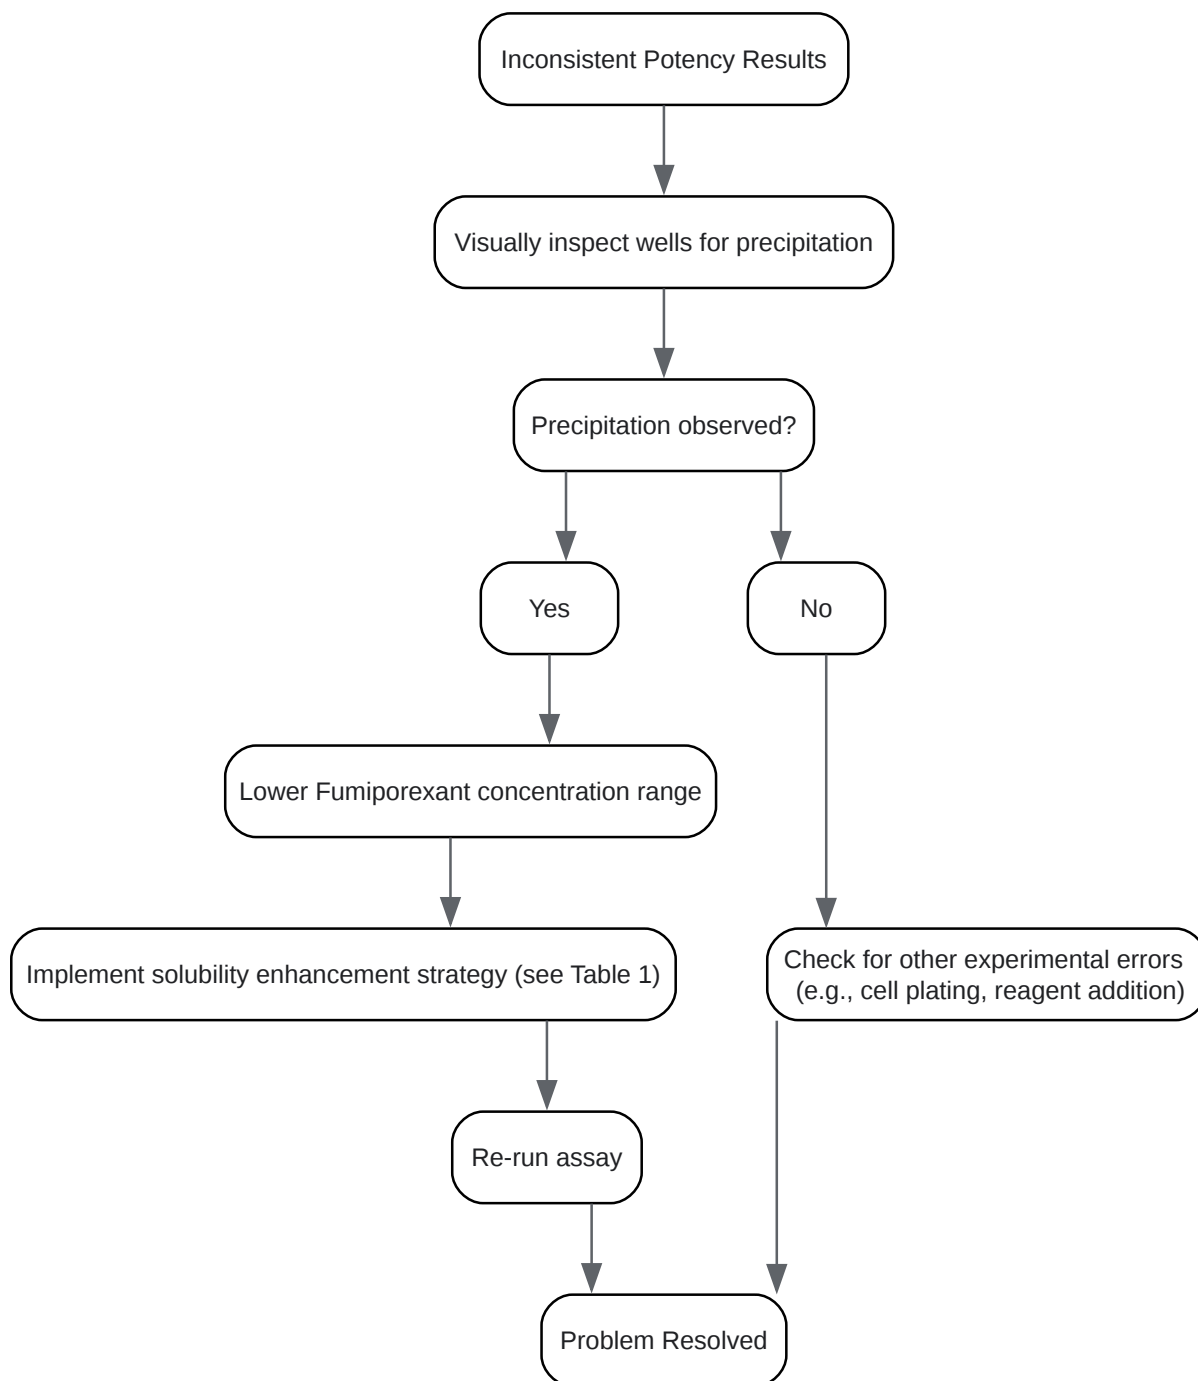 Inconsistent Potency Results
Visually inspect wells for precipitation
Precipitation observed?
Yes
No
Lower Fumiporexant concentration range
Implement solubility enhancement strategy (see Table 1)
Check for other experimental errors
(e.g., cell plating, reagent addition)
Re-run assay
Problem Resolved